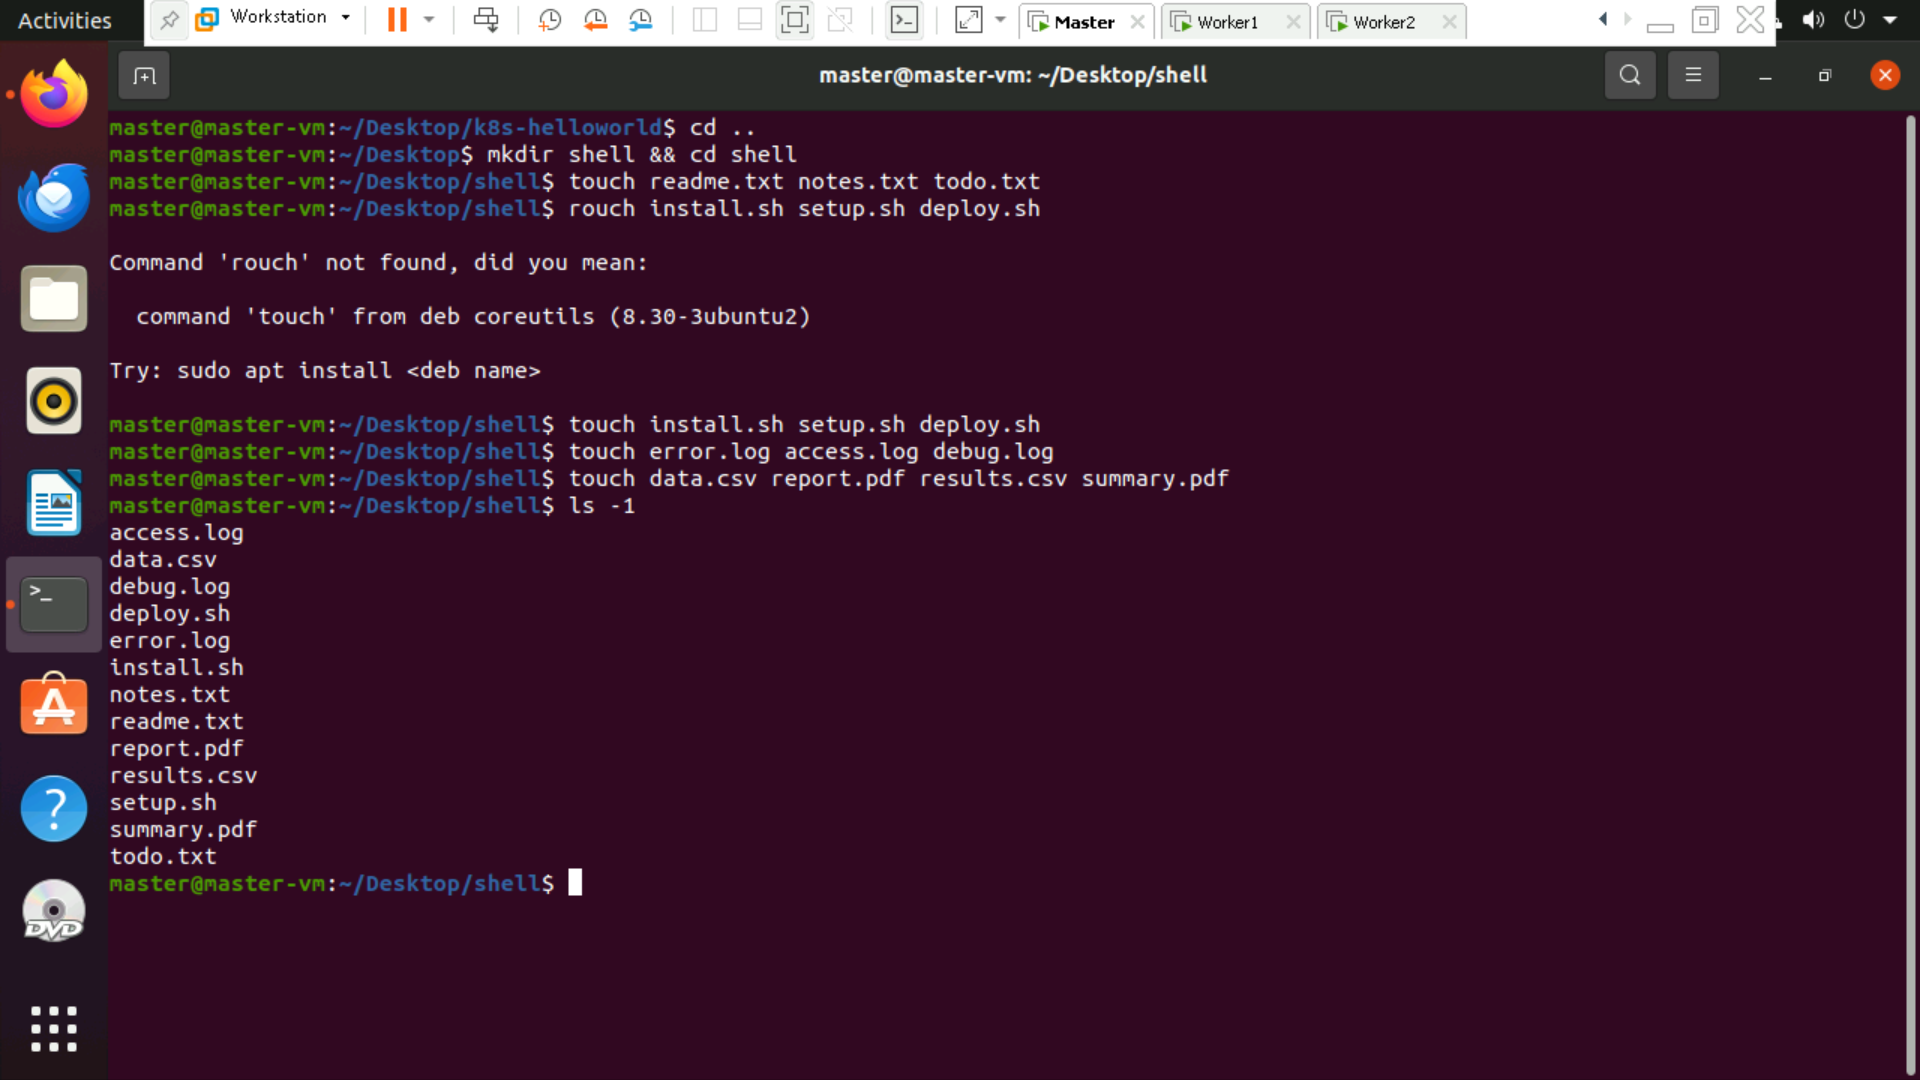 Activities
Workstation
Master
Worker1
Worker2
master@master-vm: ~/Desktop/shell
master@master-vm:~/Desktop/k8s-helloworld$ cd ..
master@master-vm:~/Desktop$ mkdir shell && cd shell
master@master-vm:~/Desktop/shell$ touch readme.txt notes.txt todo.txt
master@master-vm:~/Desktop/shell$ rouch install.sh setup.sh deploy.sh
Command 'rouch' not found, did you mean:
command 'touch' from deb coreutils (8.30-3ubuntu2)
Try: sudo apt install <deb name>
master@master-vm:~/Desktop/shell$ touch install.sh setup.sh deploy.sh
master@master-vm:~/Desktop/shell$ touch error.log access.log debug.log
master@master-vm:~/Desktop/shell$ touch data.csv report.pdf results.csv summary.pdf
master@master-vm:~/Desktop/shell$ ls -1
access.log
data.csv
debug.log
deploy.sh
error.log
install.sh
notes.txt
readme.txt
report.pdf
results.csv
setup.sh
summary.pdf
todo.txt
master@master-vm:~/Desktop/shell$
DVD